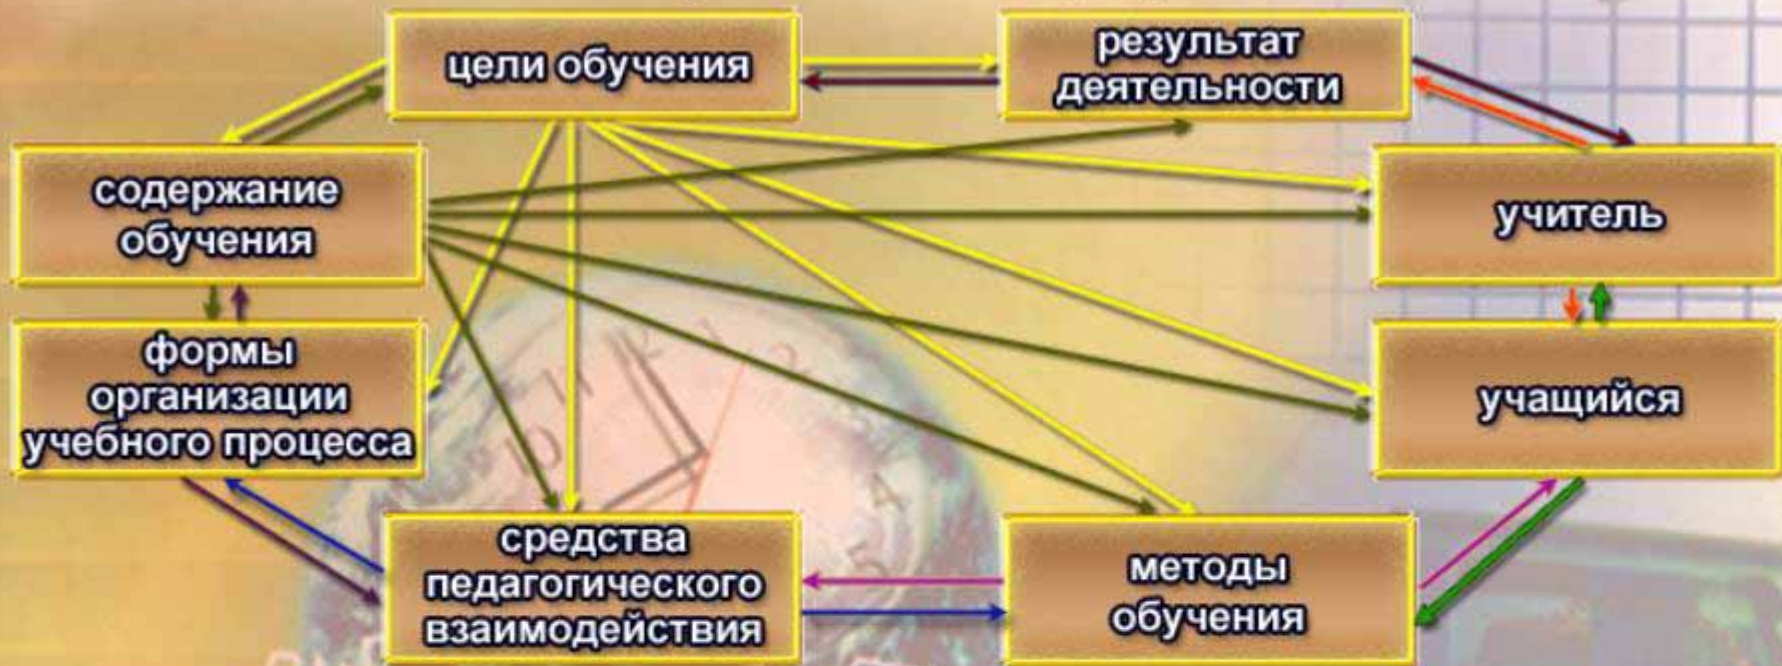 цели обучения
результат
деятельности
содержание
обучения
учитель
формы
организации
учебного процесса
учащийся
средства
педагогического
взаимодействия
методы
обучения